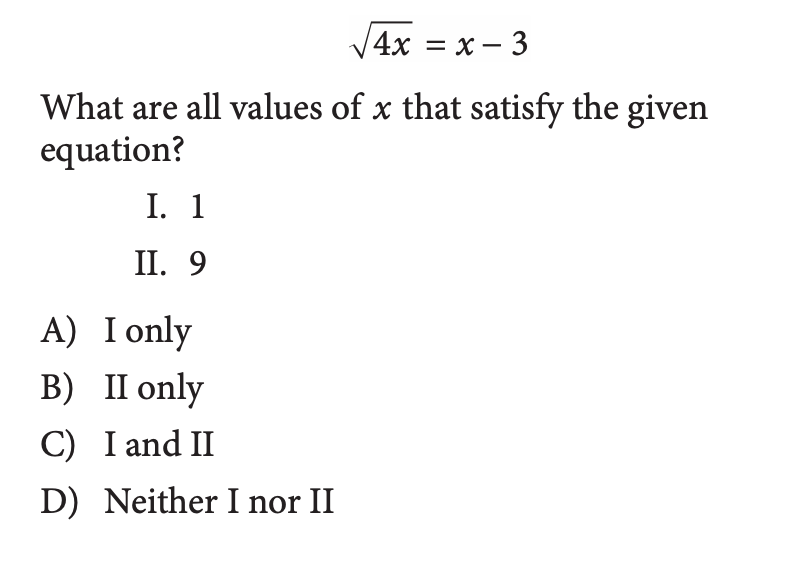 √4x = x – 3
What are all values of x that satisfy the given
equation?
I. 1
II. 9
A) I only
B) II only
C) I and II
D) Neither I nor II